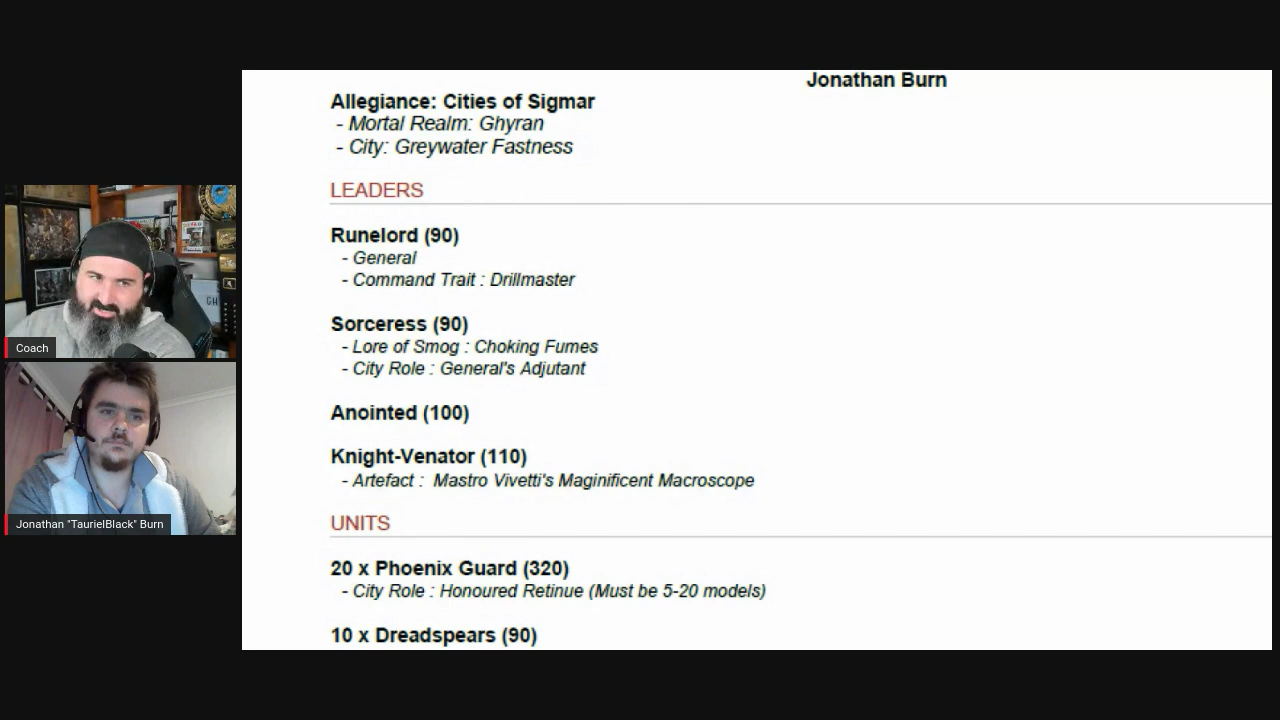 Jonathan Burn
Allegiance: Cities of Sigmar
- Mortal Realm: Ghyran
- City: Greywater Fastness
LEADERS
Runelord (90)
- General
- Command Trait : Drillmaster
Sorceress (90)
- Lore of Smog : Choking Fumes
- City Role : General's Adjutant
Anointed (100)
Knight-Venator (110)
- Artefact : Mastro Vivetti's Maginificent Macroscope
UNITS
20 x Phoenix Guard (320)
- City Role : Honoured Retinue (Must be 5-20 models)
10 x Dreadspears (90)
GH
Coach
Jonathan "TaurielBlack" Burn